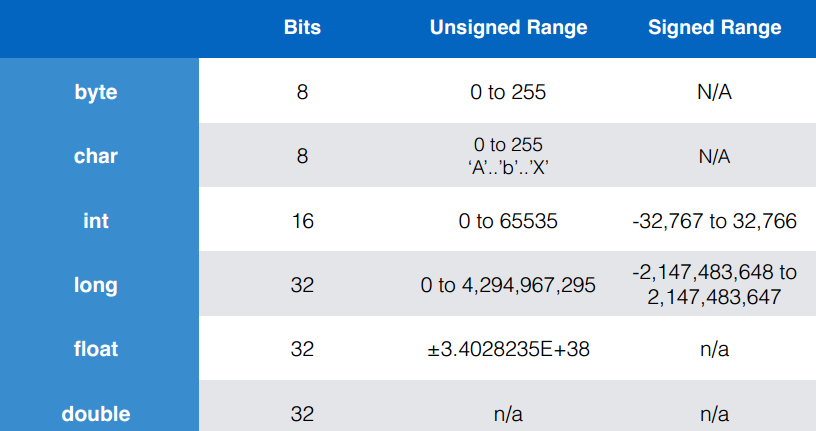 Bits Unsigned Range Signed Range
byte 8 0 to 255 N/A
char 8 0 to 255 N/A
‘A’..’b’..’X’
int 16 0 to 65535 -32,767 to 32,766
long 32 0 to 4,294,967,295 -2,147,483,648 to
2,147,483,647
float 32 ±3.4028235E+38 n/a
double 32 n/a n/a